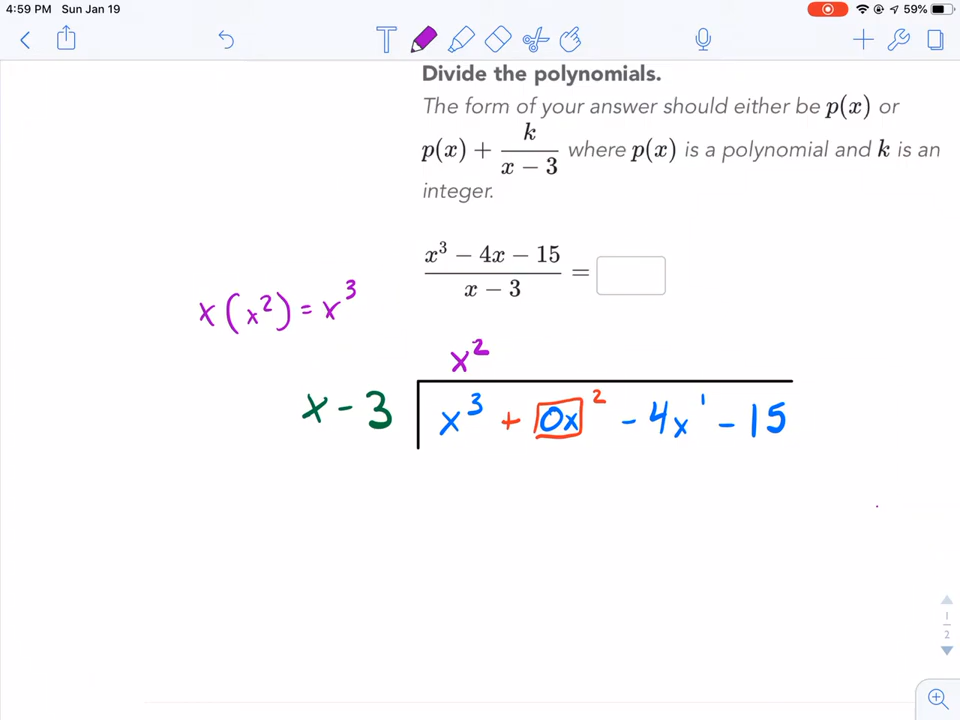 4:59 PM Sun Jan 19 59%
T
Divide the polynomials.
The form of your answer should either be p(x) or
p(x) + k/(x − 3) where p(x) is a polynomial and k is an
integer.
(x³ − 4x − 15)/(x − 3) =
x(x²) = x³
x²
x − 3 x³ + 0x² − 4x¹ − 15
1/2